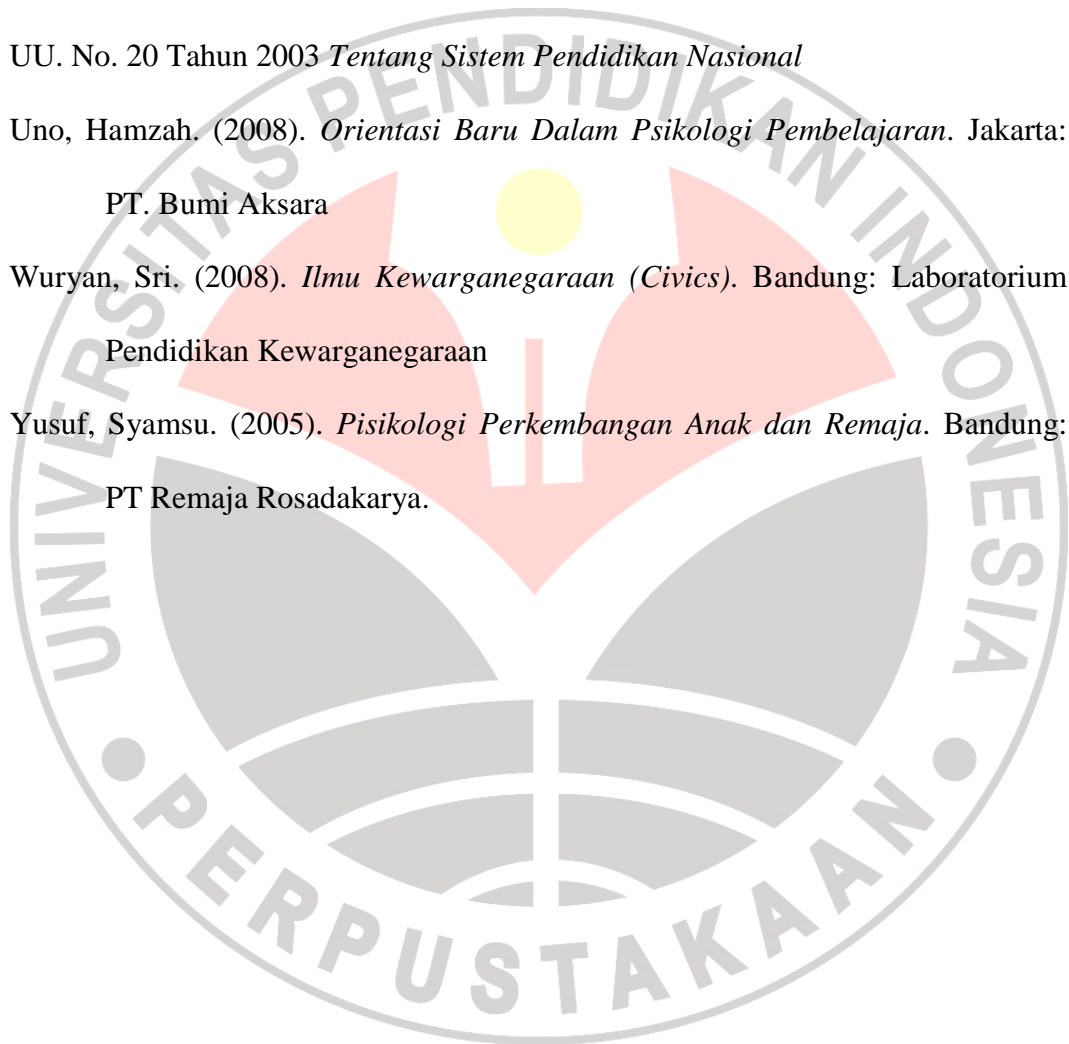 UU. No. 20 Tahun 2003 Tentang Sistem Pendidikan Nasional
Uno, Hamzah. (2008). Orientasi Baru Dalam Psikologi Pembelajaran. Jakarta:
PT. Bumi Aksara
Wuryan, Sri. (2008). Ilmu Kewarganegaraan (Civics). Bandung: Laboratorium
Pendidikan Kewarganegaraan
Yusuf, Syamsu. (2005). Pisikologi Perkembangan Anak dan Remaja. Bandung:
PT Remaja Rosadakarya.
UNIVERSITAS PENDIDIKAN INDONESIA
PERPUSTAKAAN